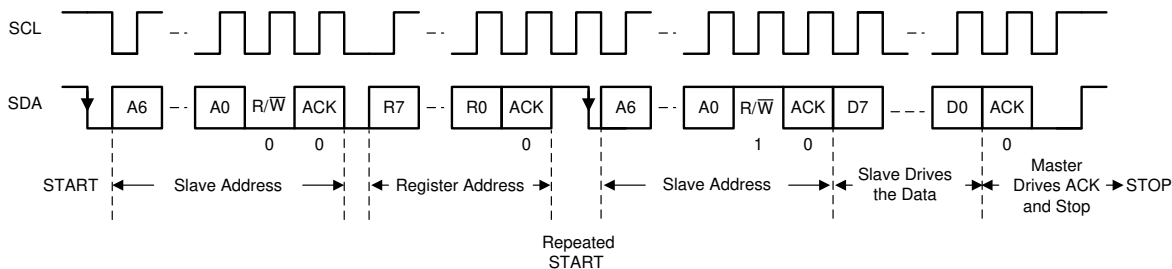 SCL
SDA
A6 A0 R/W̅ ACK R7 R0 ACK A6 A0 R/W̅ ACK D7 D0 ACK
0 0 0 1 0 0
START Slave Address Register Address Slave Address Slave Drives
the Data Master
Drives ACK
and Stop STOP
Repeated
START